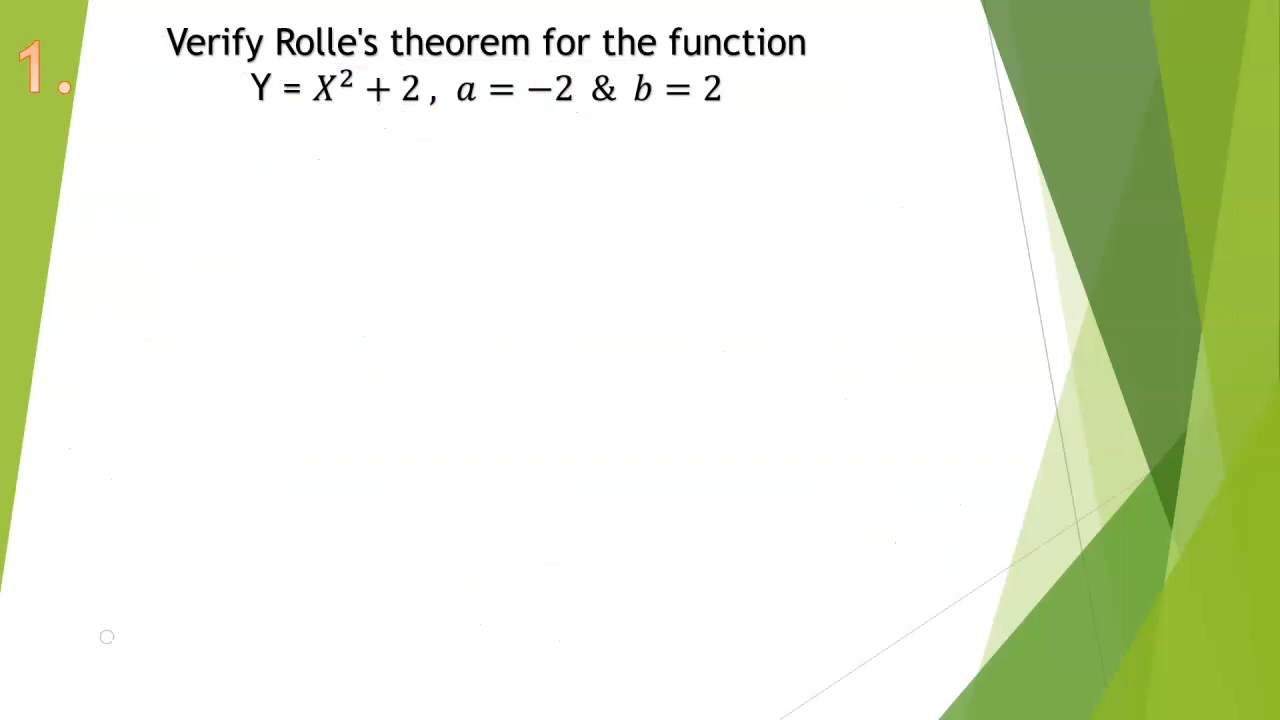 1.
Verify Rolle's theorem for the function
Y = 𝑋² + 2 , 𝑎 = −2 & 𝑏 = 2